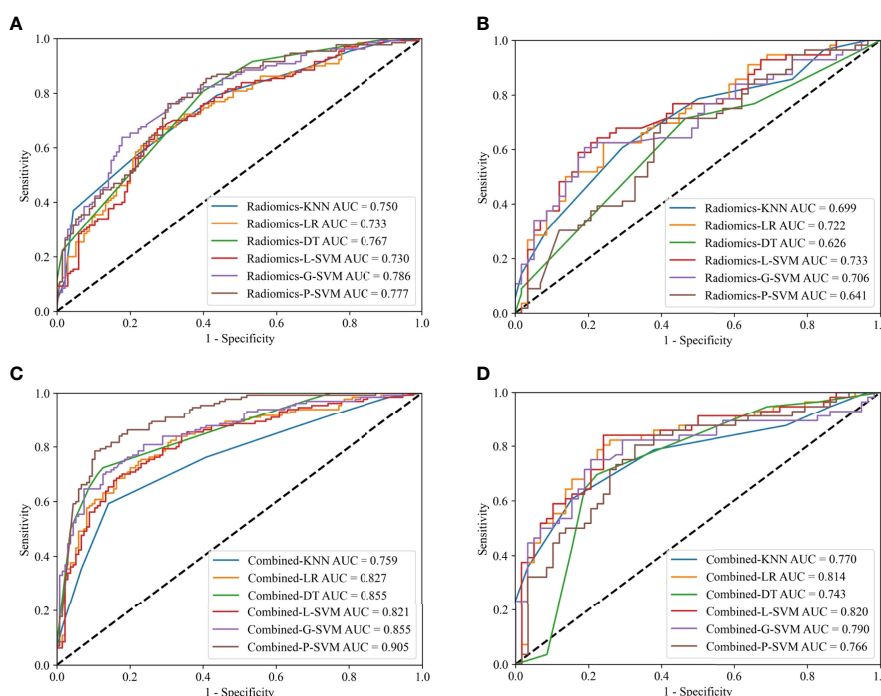 A
1.0
0.8
0.6
0.4
0.2
0.0
Sensitivity
0.0 0.2 0.4 0.6 0.8 1.0
1 - Specificity
Radiomics-KNN AUC = 0.750
Radiomics-LR AUC = 0.733
Radiomics-DT AUC = 0.767
Radiomics-L-SVM AUC = 0.730
Radiomics-G-SVM AUC = 0.786
Radiomics-P-SVM AUC = 0.777
B
1.0
0.8
0.6
0.4
0.2
0.0
Sensitivity
0.0 0.2 0.4 0.6 0.8 1.
1 - Specificity
Radiomics-KNN AUC = 0.699
Radiomics-LR AUC = 0.722
Radiomics-DT AUC = 0.626
Radiomics-L-SVM AUC = 0.733
Radiomics-G-SVM AUC = 0.706
Radiomics-P-SVM AUC = 0.641
C
1.0
0.8
0.6
0.4
0.2
0.0
Sensitivity
0.0 0.2 0.4 0.6 0.8 1.0
1 - Specificity
Combined-KNN AUC = 0.759
Combined-LR AUC = 0.827
Combined-DT AUC = 0.855
Combined-L-SVM AUC = 0.821
Combined-G-SVM AUC = 0.855
Combined-P-SVM AUC = 0.905
D
1.0
0.8
0.6
0.4
0.2
0.0
Sensitivity
0.0 0.2 0.4 0.6 0.8 1.
1 - Specificity
Combined-KNN AUC = 0.770
Combined-LR AUC = 0.814
Combined-DT AUC = 0.743
Combined-L-SVM AUC = 0.820
Combined-G-SVM AUC = 0.790
Combined-P-SVM AUC = 0.766